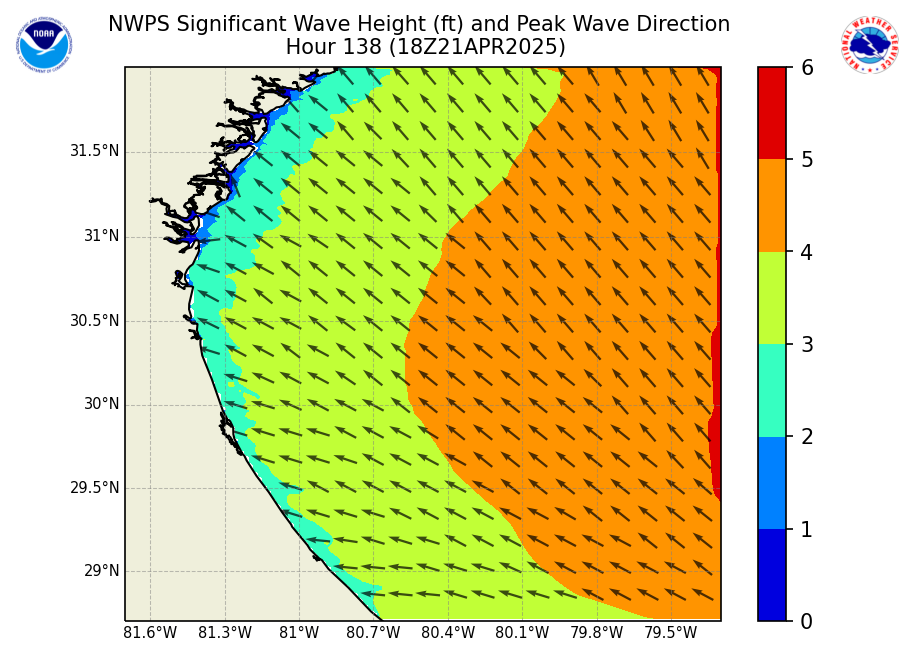 NWPS Significant Wave Height (ft) and Peak Wave Direction
Hour 138 (18Z21APR2025)
NOAA
NATIONAL WEATHER SERVICE
31.5°N
31°N
30.5°N
30°N
29.5°N
29°N
81.6°W 81.3°W 81°W 80.7°W 80.4°W 80.1°W 79.8°W 79.5°W
6
5
4
3
2
1
0